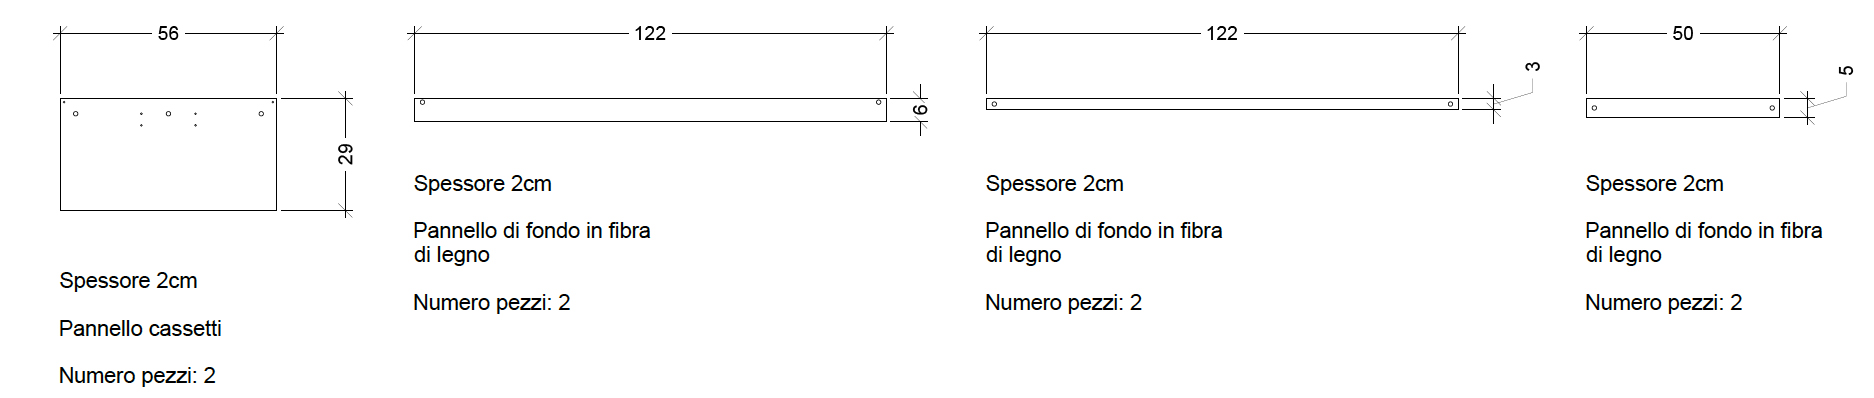 56
29
Spessore 2cm
Pannello cassetti
Numero pezzi: 2
122
6
Spessore 2cm
Pannello di fondo in fibra
di legno
Numero pezzi: 2
122
3
Spessore 2cm
Pannello di fondo in fibra
di legno
Numero pezzi: 2
50
5
Spessore 2cm
Pannello di fondo in fibra
di legno
Numero pezzi: 2